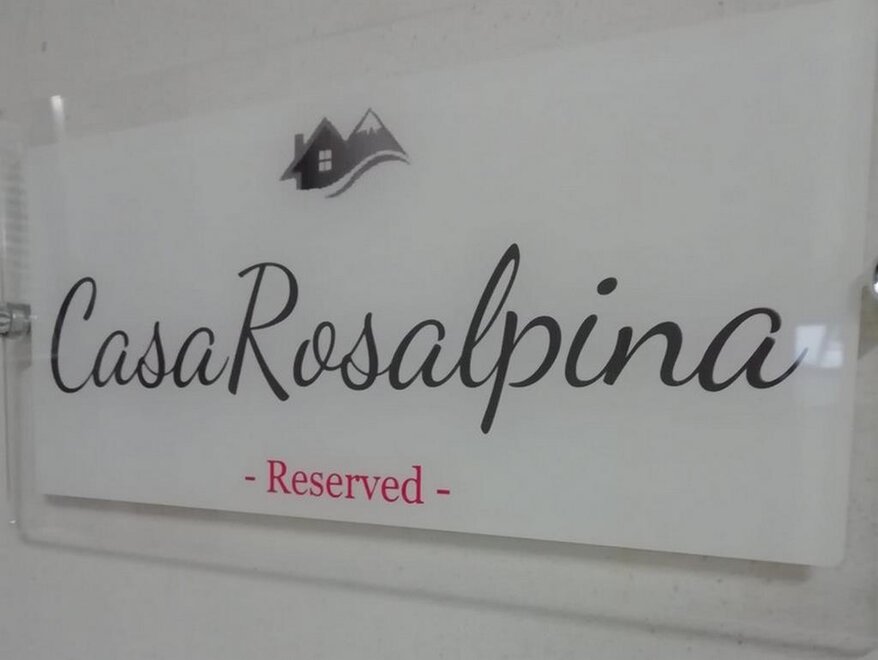 CasaRosalpina
- Reserved -